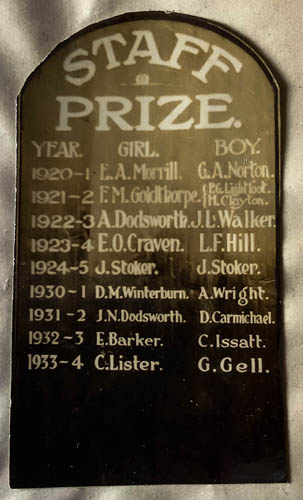 STAFF
PRIZE.
YEAR. GIRL. BOY.
1920-1 E.A. Morrill. G.A. Norton.
1921-2 F.M. Goldthorpe. { P.G. Lightfoot. H. Clayton.
1922-3 A. Dodsworth. J.L. Walker.
1923-4 E.O. Craven. L.F. Hill.
1924-5 J. Stoker. J. Stoker.
1930-1 D.M. Winterburn. A. Wright.
1931-2 J.N. Dodsworth. D. Carmichael.
1932-3 E. Barker. C. Issatt.
1933-4 C. Lister. G. Gell.